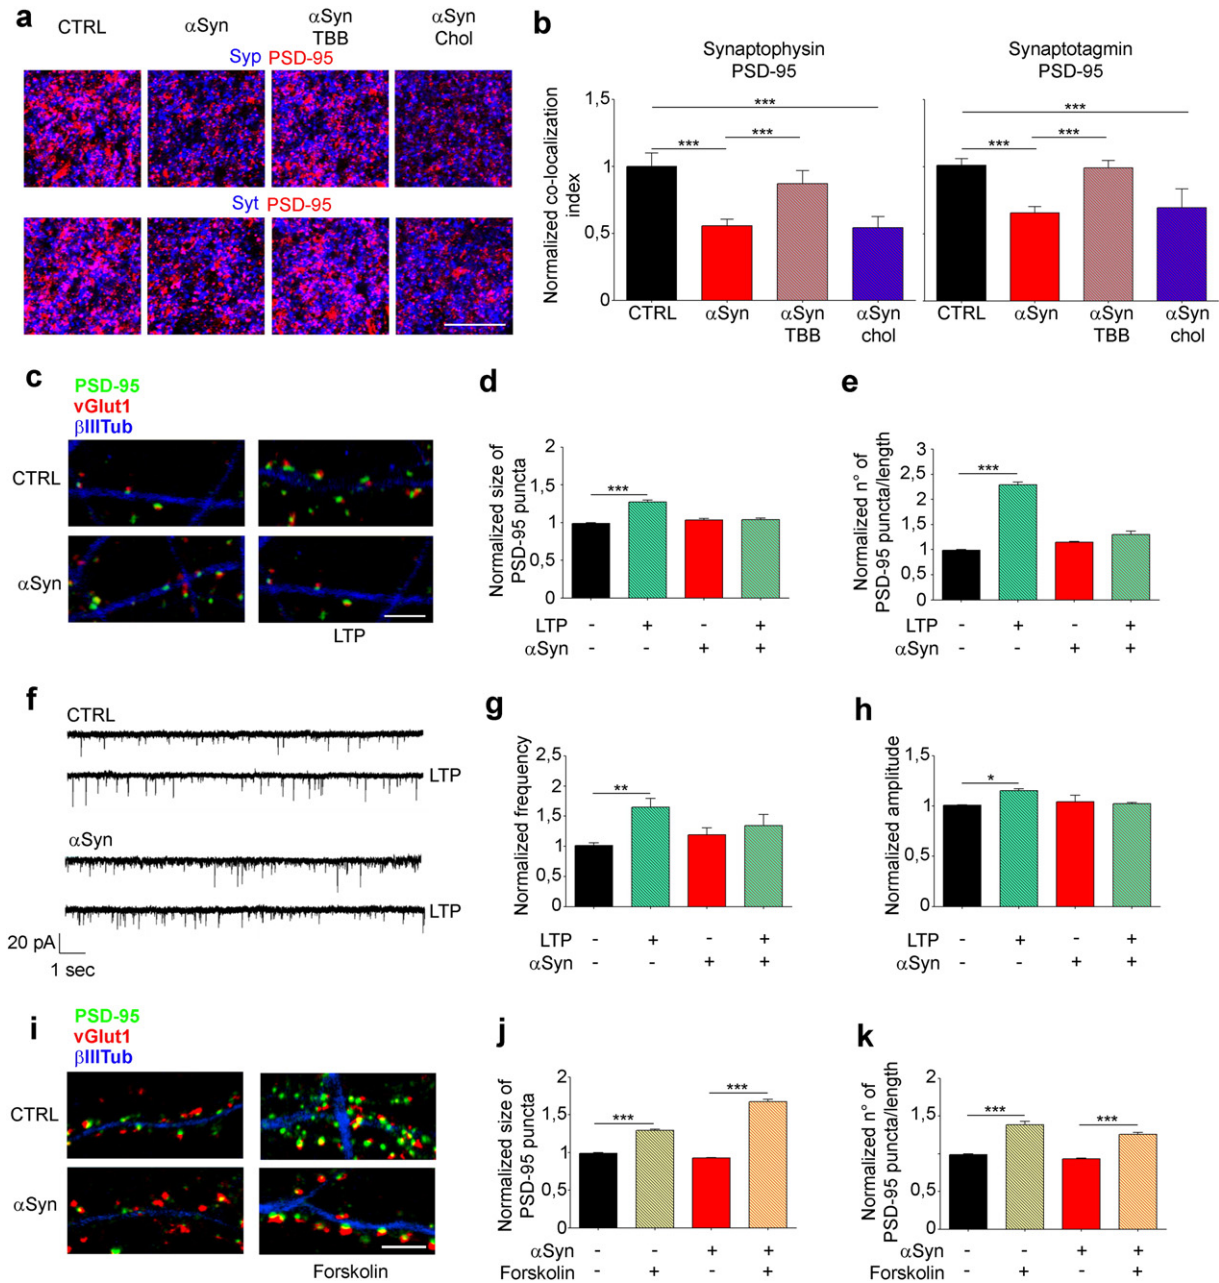 a
CTRL
αSyn
αSyn
TBB
αSyn
Chol
Syp PSD-95
Syt PSD-95
b
Synaptophysin
PSD-95
Synaptotagmin
PSD-95
Normalized co-localization
index
1,5
1
0,5
0
***
***
***
***
***
***
CTRL
αSyn
αSyn
TBB
αSyn
chol
CTRL
αSyn
αSyn
TBB
αSyn
chol
c
PSD-95
vGlut1
βIIITub
CTRL
αSyn
LTP
d
Normalized size of
PSD-95 puncta
2
1,5
1
0,5
0
***
LTP - + - +
αSyn - - + +
e
Normalized n° of
PSD-95 puncta/length
3
2,5
2
1,5
1
0,5
0
***
LTP - + - +
αSyn - - + +
f
CTRL
LTP
αSyn
LTP
20 pA
1 sec
g
Normalized frequency
2,5
2
1,5
1
0,5
0
**
LTP - + - +
αSyn - - + +
h
Normalized amplitude
1,5
1
0,5
0
*
LTP - + - +
αSyn - - + +
i
PSD-95
vGlut1
βIIITub
CTRL
αSyn
Forskolin
j
Normalized size of
PSD-95 puncta
2
1,5
1
0,5
0
***
***
αSyn - - + +
Forskolin - + - +
k
Normalized n° of
PSD-95 puncta/length
2
1,5
1
0,5
0
***
***
αSyn - - + +
Forskolin - + - +